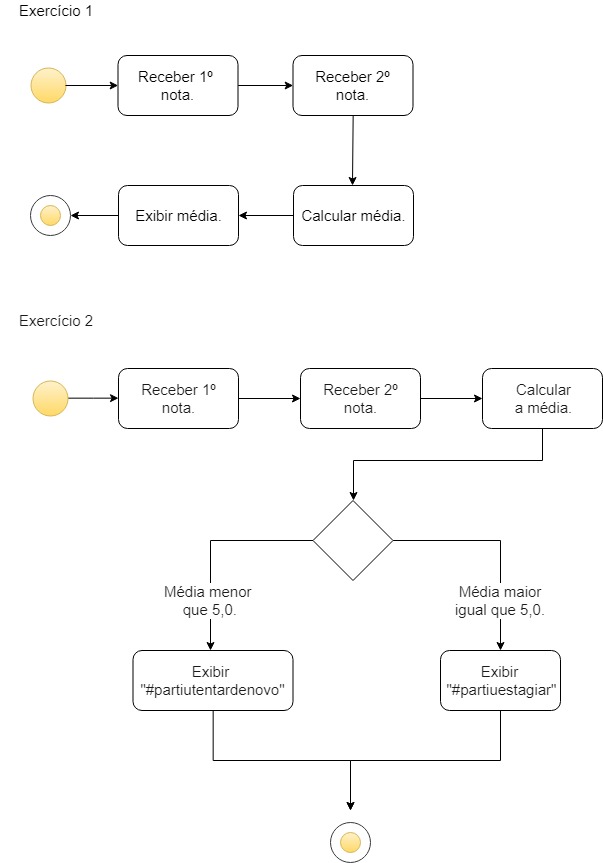 Exercício 1
Receber 1º
nota.
Receber 2º
nota.
Exibir média.
Calcular média.
Exercício 2
Receber 1º
nota.
Receber 2º
nota.
Calcular
a média.
Média menor
que 5,0.
Média maior
igual que 5,0.
Exibir
"#partiutentardenovo"
Exibir
"#partiuestagiar"